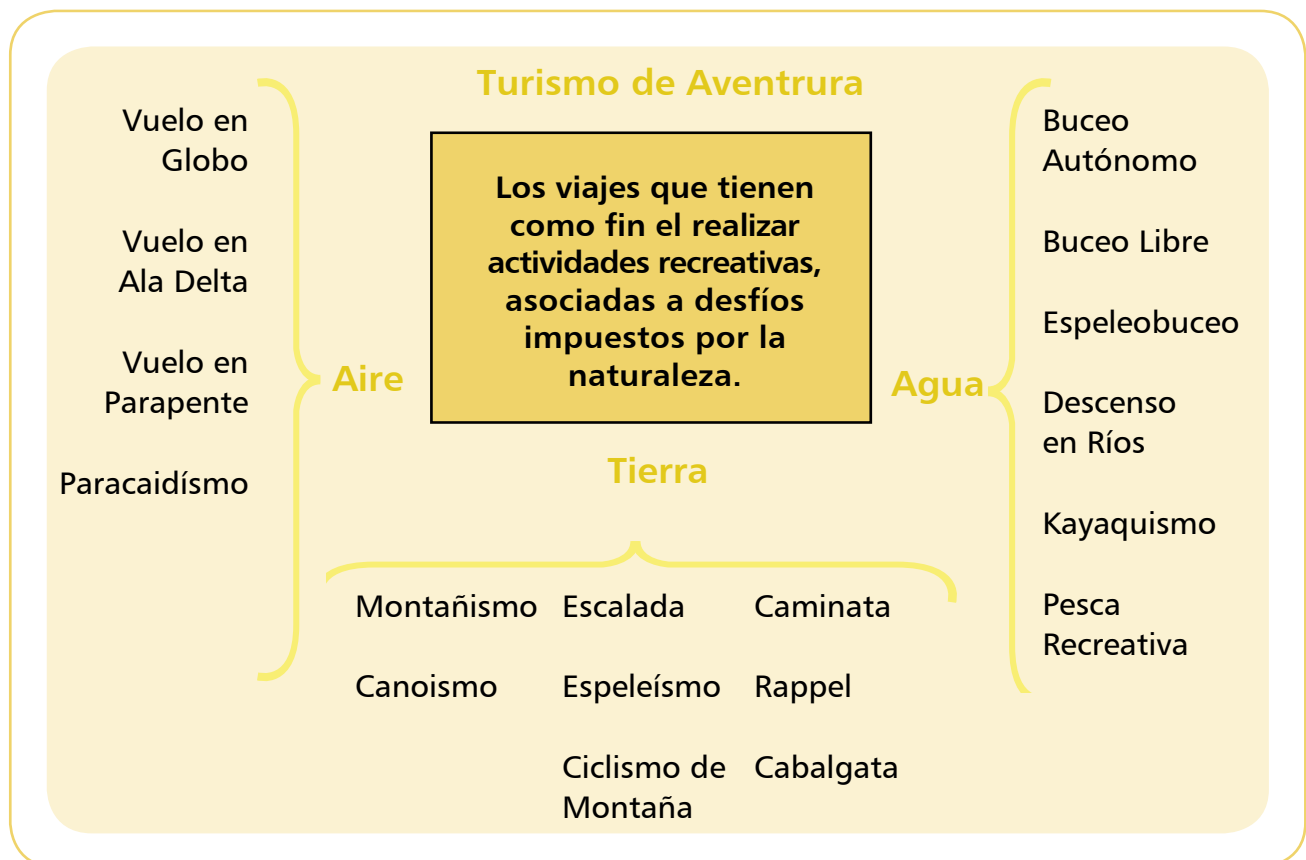 Turismo de Aventrura
Vuelo en
Globo
Vuelo en
Ala Delta
Vuelo en
Parapente
Paracaidísmo
Aire
Los viajes que tienen
como fin el realizar
actividades recreativas,
asociadas a desfíos
impuestos por la
naturaleza.
Agua
Buceo
Autónomo
Buceo Libre
Espeleobuceo
Descenso
en Ríos
Kayaquismo
Pesca
Recreativa
Tierra
Montañismo Escalada Caminata
Canoismo Espeleísmo Rappel
Ciclismo de Cabalgata
Montaña